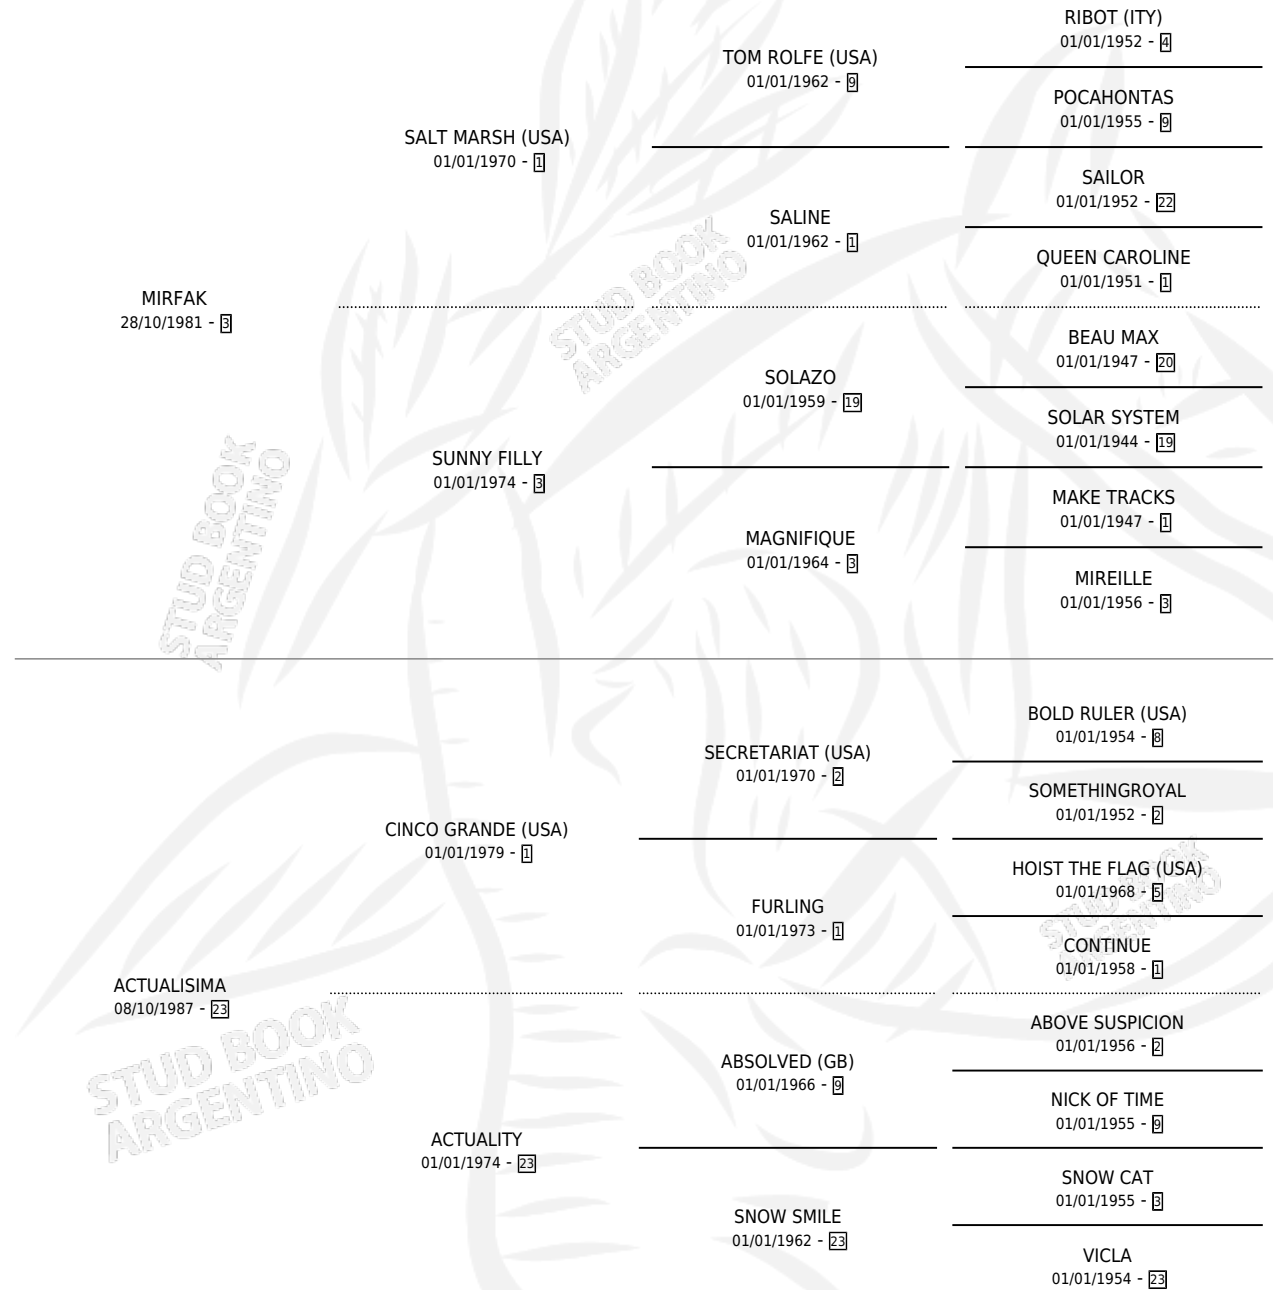 RIBOT (ITY)
01/01/1952 - 4
TOM ROLFE (USA)
01/01/1962 - 9
POCAHONTAS
01/01/1955 - 9
SALT MARSH (USA)
01/01/1970 - 1
SAILOR
01/01/1952 - 22
SALINE
01/01/1962 - 1
QUEEN CAROLINE
01/01/1951 - 1
MIRFAK
28/10/1981 - 3
BEAU MAX
01/01/1947 - 20
SOLAZO
01/01/1959 - 19
SOLAR SYSTEM
01/01/1944 - 19
SUNNY FILLY
01/01/1974 - 3
MAKE TRACKS
01/01/1947 - 1
MAGNIFIQUE
01/01/1964 - 3
MIREILLE
01/01/1956 - 3
STUD BOOK
ARGENTINO
STUD BOOK
ARGENTINO
BOLD RULER (USA)
01/01/1954 - 8
SECRETARIAT (USA)
01/01/1970 - 2
SOMETHINGROYAL
01/01/1952 - 2
CINCO GRANDE (USA)
01/01/1979 - 1
HOIST THE FLAG (USA)
01/01/1968 - 5
FURLING
01/01/1973 - 1
CONTINUE
01/01/1958 - 1
ACTUALISIMA
08/10/1987 - 23
ABOVE SUSPICION
01/01/1956 - 2
ABSOLVED (GB)
01/01/1966 - 9
NICK OF TIME
01/01/1955 - 9
ACTUALITY
01/01/1974 - 23
SNOW CAT
01/01/1955 - 3
SNOW SMILE
01/01/1962 - 23
VICLA
01/01/1954 - 23
STUD BOOK
ARGENTINO
STUD BOOK
ARGENTINO